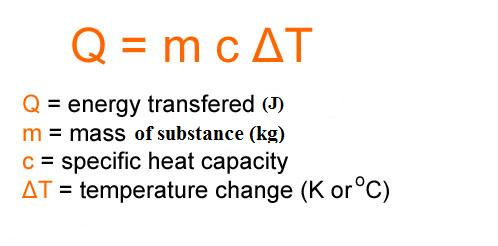 Q = m c ΔT
Q = energy transfered (J)
m = mass of substance (kg)
c = specific heat capacity
ΔT = temperature change (K or °C)